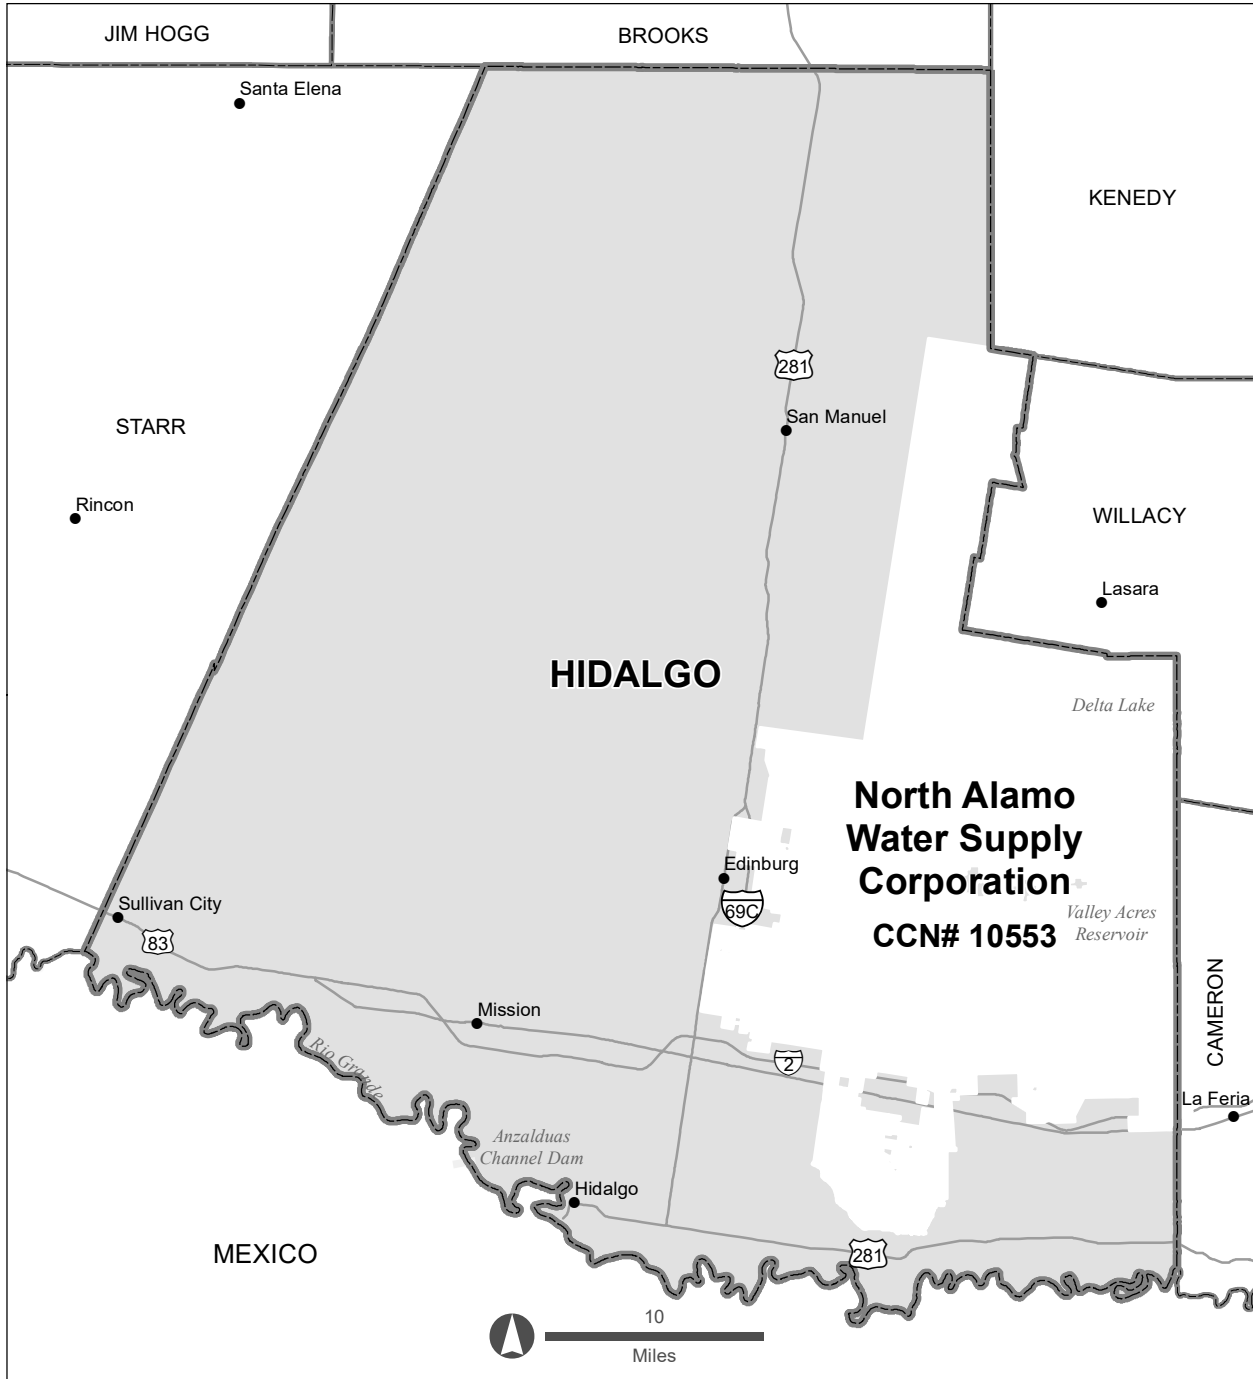 JIM HOGG
BROOKS
Santa Elena
KENEDY
281
San Manuel
STARR
Rincon
WILLACY
Lasara
HIDALGO
Delta Lake
North Alamo
Water Supply
Corporation
CCN# 10553
Edinburg
69C
Valley Acres
Reservoir
Sullivan City
83
CAMERON
Mission
Rio Grande
2
La Feria
Anzalduas
Channel Dam
Hidalgo
MEXICO
281
10
Miles